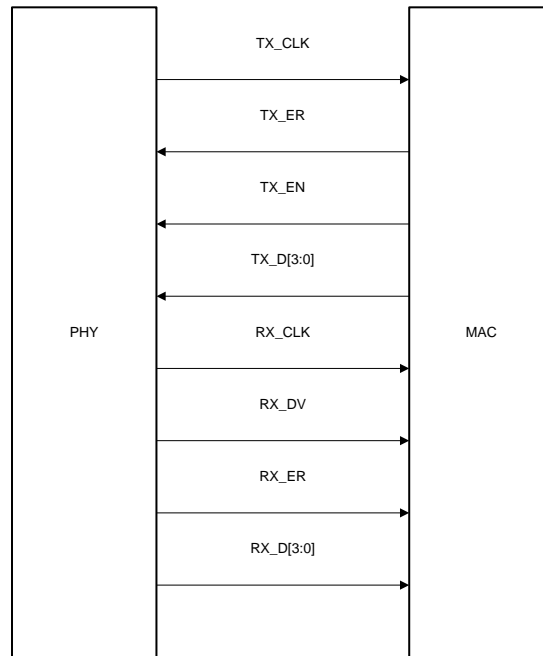 TX_CLK
TX_ER
TX_EN
TX_D[3:0]
PHY
RX_CLK
MAC
RX_DV
RX_ER
RX_D[3:0]